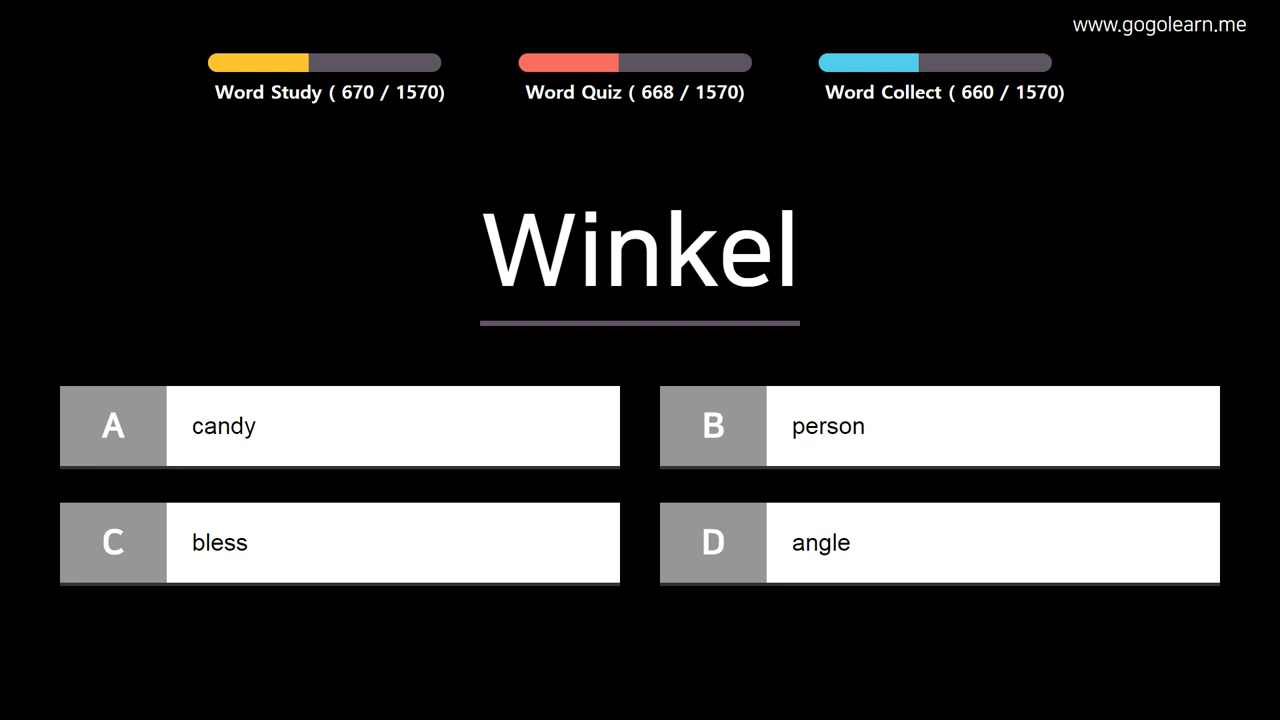 www.gogolearn.me
Word Study ( 670 / 1570)
Word Quiz ( 668 / 1570)
Word Collect ( 660 / 1570)
Winkel
A candy
B person
C bless
D angle